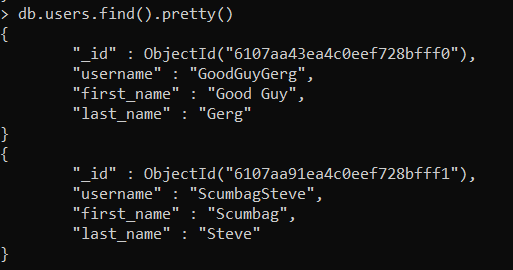 > db.users.find().pretty()
{
"_id" : ObjectId("6107aa43ea4c0eef728bfff0"),
"username" : "GoodGuyGerg",
"first_name" : "Good Guy",
"last_name" : "Gerg"
}
{
"_id" : ObjectId("6107aa91ea4c0eef728bfff1"),
"username" : "ScumbagSteve",
"first_name" : "Scumbag",
"last_name" : "Steve"
}